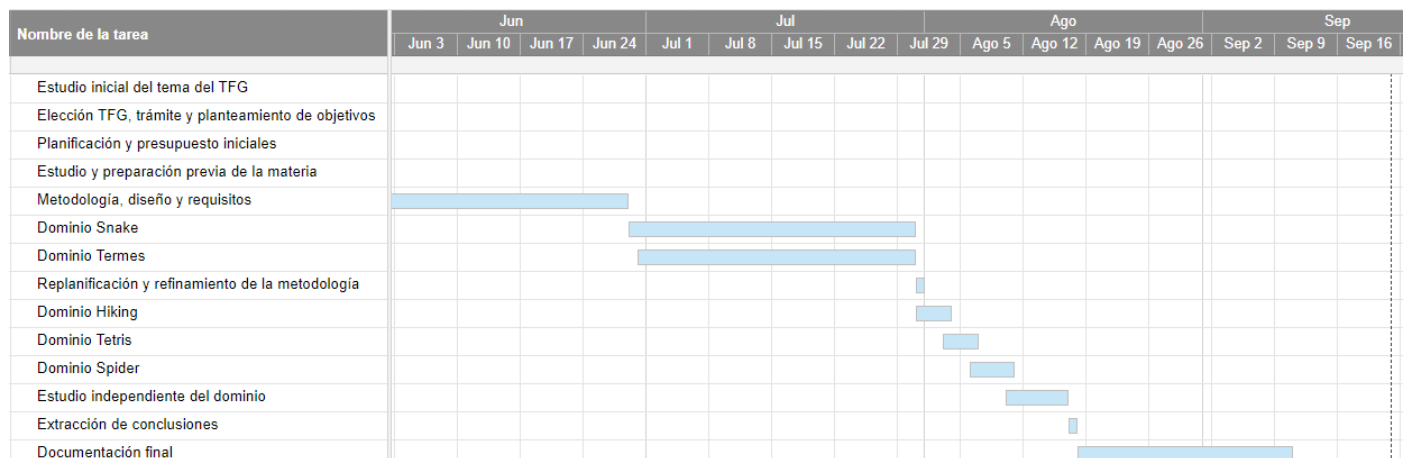 Nombre de la tarea
Jun Jul Ago Sep
Jun 3 Jun 10 Jun 17 Jun 24 Jul 1 Jul 8 Jul 15 Jul 22 Jul 29 Ago 5 Ago 12 Ago 19 Ago 26 Sep 2 Sep 9 Sep 16
Estudio inicial del tema del TFG
Elección TFG, trámite y planteamiento de objetivos
Planificación y presupuesto iniciales
Estudio y preparación previa de la materia
Metodología, diseño y requisitos
Dominio Snake
Dominio Termes
Replanificación y refinamiento de la metodología
Dominio Hiking
Dominio Tetris
Dominio Spider
Estudio independiente del dominio
Extracción de conclusiones
Documentación final